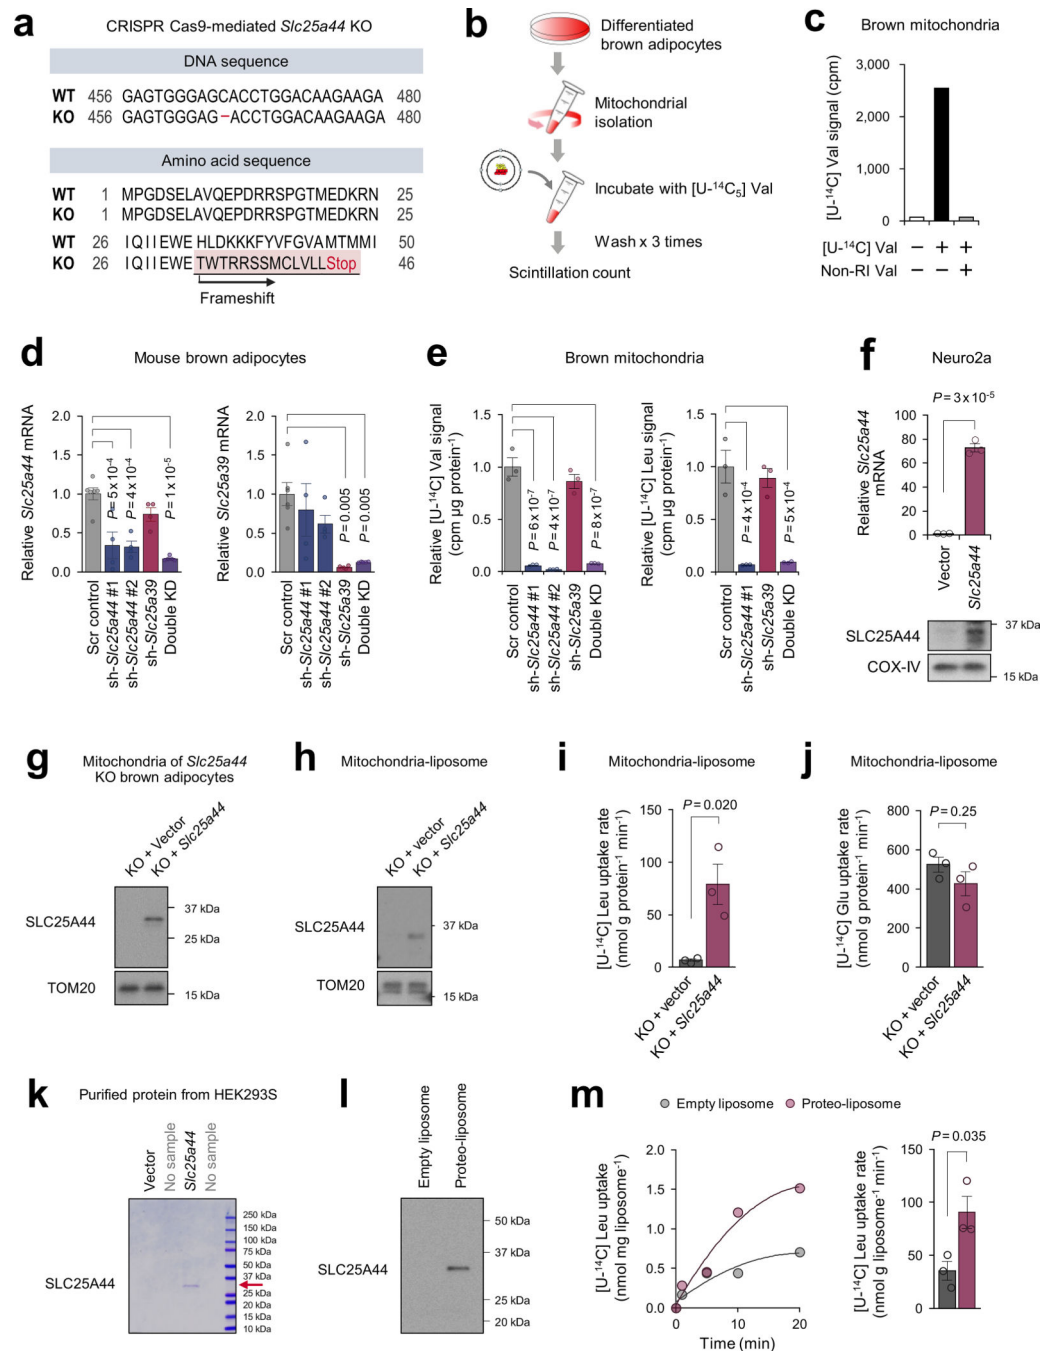 a
CRISPR Cas9-mediated Slc25a44 KO
DNA sequence
WT 456 GAGTGGGAGCACCTGGACAAGAAGA 480
KO 456 GAGTGGGAG–ACCTGGACAAGAAGA 480
Amino acid sequence
WT 1 MPGDSELAVQEPDRRSPGTMEDKRN 25
KO 1 MPGDSELAVQEPDRRSPGTMEDKRN 25
WT 26 IQIIEWEHLDKKKFYVFGVAMTMMI 50
KO 26 IQIIEWETWTRRSSMCLVLLStop 46
Frameshift
b
Differentiated
brown adipocytes
Mitochondrial
isolation
Incubate with [U-¹⁴C₅] Val
Wash x 3 times
Scintillation count
c
Brown mitochondria
[U-¹⁴C] Val signal (cpm)
3,000
2,000
1,000
0
[U-¹⁴C] Val – + +
Non-RI Val – – +
d
Mouse brown adipocytes
Relative Slc25a44 mRNA
2.0
1.5
1.0
0.5
0.0
P = 5 x 10⁻⁴
P = 4 x 10⁻⁴
P = 1 x 10⁻⁵
Scr control
sh-Slc25a44 #1
sh-Slc25a44 #2
sh-Slc25a39
Double KD
Relative Slc25a39 mRNA
2.0
1.5
1.0
0.5
0.0
P = 0.005
P = 0.005
Scr control
sh-Slc25a44 #1
sh-Slc25a44 #2
sh-Slc25a39
Double KD
e
Brown mitochondria
Relative [U-¹⁴C] Val signal
(cpm µg protein⁻¹)
1.5
1.0
0.5
0.0
P = 6 x 10⁻⁷
P = 4 x 10⁻⁷
P = 8 x 10⁻⁷
Scr control
sh-Slc25a44 #1
sh-Slc25a44 #2
sh-Slc25a39
Double KD
Relative [U-¹⁴C] Leu signal
(cpm µg protein⁻¹)
1.5
1.0
0.5
0.0
P = 4 x 10⁻⁴
P = 5 x 10⁻⁴
Scr control
sh-Slc25a44 #1
sh-Slc25a39
Double KD
f
Neuro2a
P = 3 x 10⁻⁵
Relative Slc25a44
mRNA
100
80
60
40
20
0
Vector
Slc25a44
SLC25A44
37 kDa
COX-IV
15 kDa
g
Mitochondria of Slc25a44
KO brown adipocytes
KO + Vector
KO + Slc25a44
SLC25A44
37 kDa
25 kDa
TOM20
15 kDa
h
Mitochondria-liposome
KO + vector
KO + Slc25a44
SLC25A44
37 kDa
TOM20
15 kDa
i
Mitochondria-liposome
P = 0.020
[U-¹⁴C] Leu uptake rate
(nmol g protein⁻¹ min⁻¹)
150
100
50
0
KO + vector
KO + Slc25a44
j
Mitochondria-liposome
P = 0.25
[U-¹⁴C] Glu uptake rate
(nmol g protein⁻¹ min⁻¹)
800
600
400
200
0
KO + vector
KO + Slc25a44
k
Purified protein from HEK293S
Vector
No sample
Slc25a44
No sample
SLC25A44
250 kDa
150 kDa
100 kDa
75 kDa
50 kDa
37 kDa
25 kDa
20 kDa
15 kDa
10 kDa
l
Empty liposome
Proteo-liposome
SLC25A44
50 kDa
37 kDa
25 kDa
20 kDa
m
Empty liposome
Proteo-liposome
[U-¹⁴C] Leu uptake
(nmol mg liposome⁻¹)
2.0
1.5
1.0
0.5
0.0
0 10 20
Time (min)
P = 0.035
[U-¹⁴C] Leu uptake rate
(nmol g liposome⁻¹ min⁻¹)
150
100
50
0